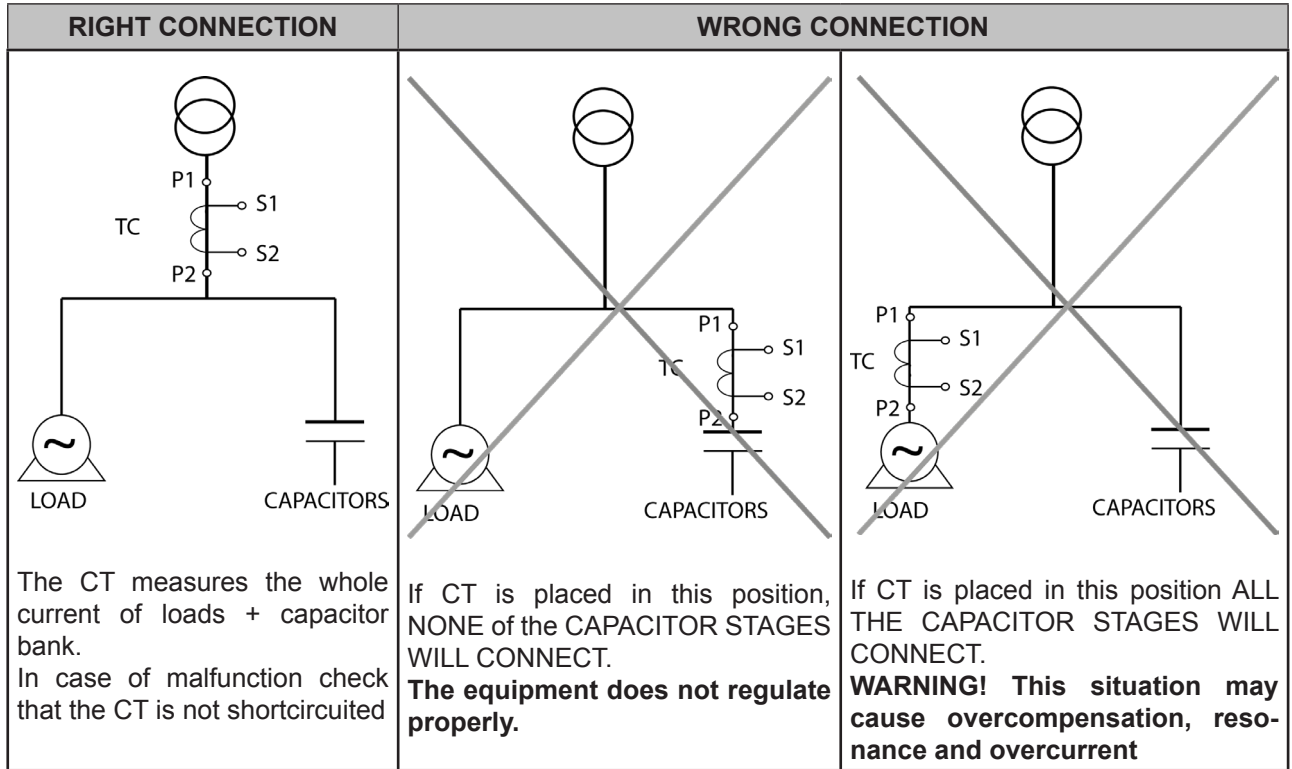 RIGHT CONNECTION
WRONG CONNECTION
P1
S1
TC
S2
P2
LOAD
CAPACITORS
The CT measures the whole
current of loads + capacitor
bank.
In case of malfunction check
that the CT is not shortcircuited
P1
S1
TC
S2
P2
LOAD
CAPACITORS
If CT is placed in this position,
NONE of the CAPACITOR STAGES
WILL CONNECT.
The equipment does not regulate
properly.
P1
S1
TC
S2
P2
LOAD
CAPACITORS
If CT is placed in this position ALL
THE CAPACITOR STAGES WILL
CONNECT.
WARNING! This situation may
cause overcompensation, reso-
nance and overcurrent